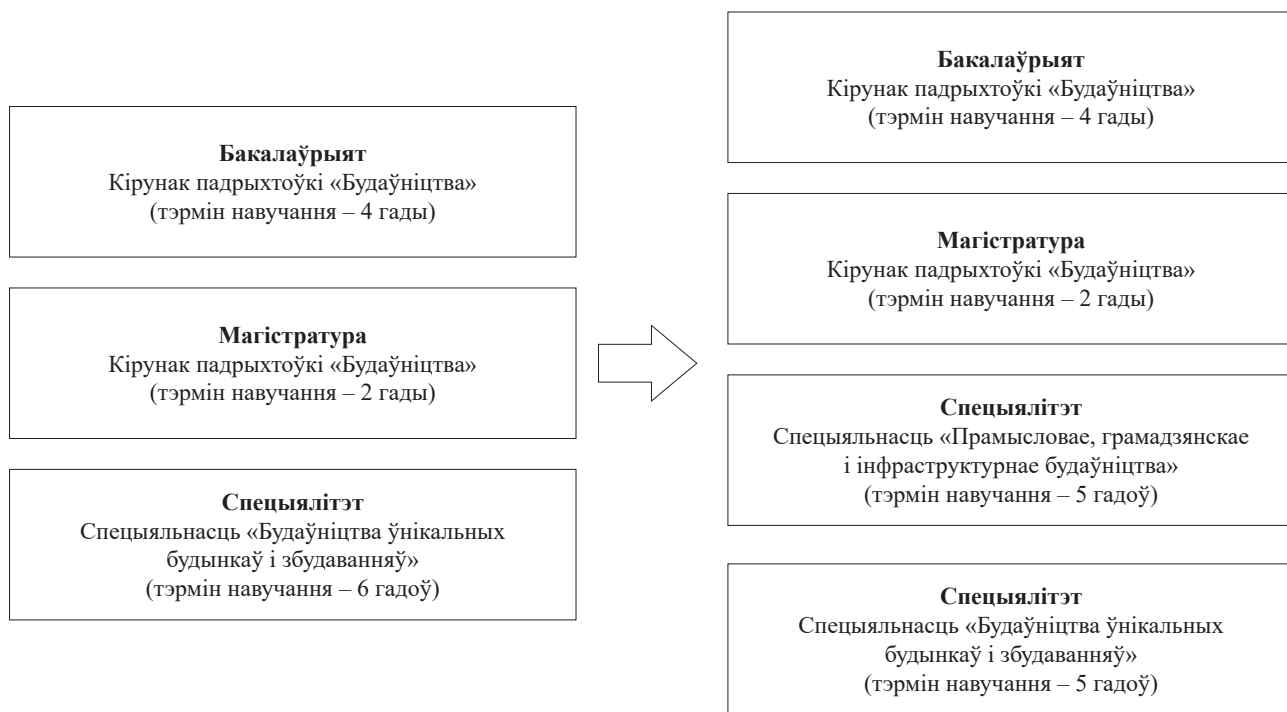 Бакалаўрыят
Кірунак падрыхтоўкі «Будаўніцтва»
(тэрмін навучання – 4 гады)
Магістратура
Кірунак падрыхтоўкі «Будаўніцтва»
(тэрмін навучання – 2 гады)
Спецыялітэт
Спецыяльнасць «Будаўніцтва ўнікальных
будынкаў і збудаванняў»
(тэрмін навучання – 6 гадоў)
Бакалаўрыят
Кірунак падрыхтоўкі «Будаўніцтва»
(тэрмін навучання – 4 гады)
Магістратура
Кірунак падрыхтоўкі «Будаўніцтва»
(тэрмін навучання – 2 гады)
Спецыялітэт
Спецыяльнасць «Прамысловае, грамадзянскае
і інфраструктурнае будаўніцтва»
(тэрмін навучання – 5 гадоў)
Спецыялітэт
Спецыяльнасць «Будаўніцтва ўнікальных
будынкаў і збудаванняў»
(тэрмін навучання – 5 гадоў)